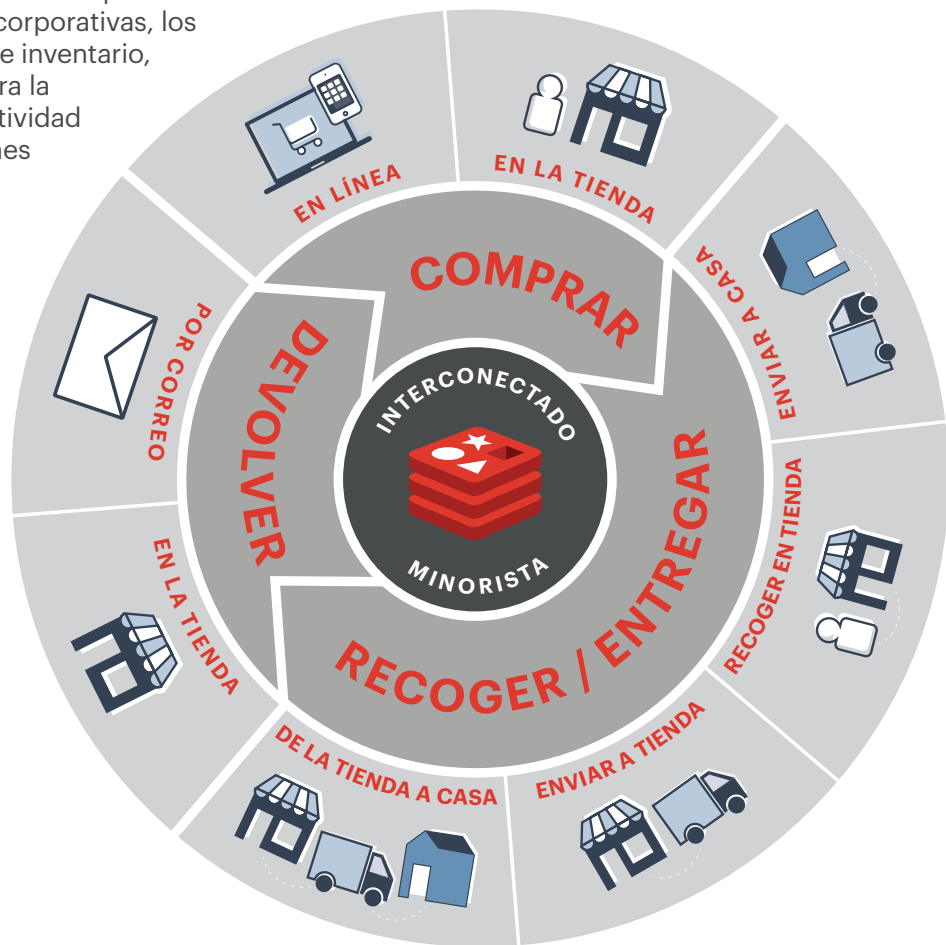 corporativas, los
e inventario,
ra la
tividad
nes
EN LÍNEA
EN LA TIENDA
ENVIAR A CASA
RECOGER EN TIENDA
ENVIAR A TIENDA
DE LA TIENDA A CASA
EN LA TIENDA
POR CORREO
COMPRAR
RECOGER / ENTREGAR
DEVOLVER
INTERCONECTADO
MINORISTA